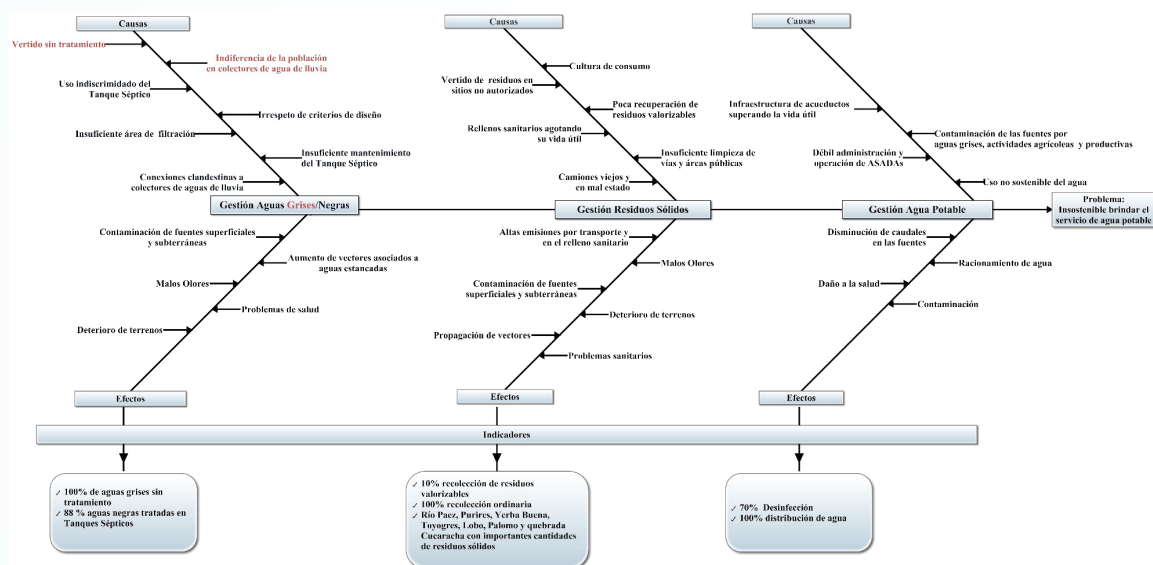 Causas
Vertido sin tratamiento
Indiferencia de la población
en colectores de agua de lluvia
Uso indiscrimidado del
Tanque Séptico
Irrespeto de criterios de diseño
Insuficiente área de filtración
Insuficiente mantenimiento
del Tanque Séptico
Conexiones clandestinas a
colectores de aguas de lluvia
Gestión Aguas Grises/Negras
Contaminación de fuentes superficiales
y subterráneas
Aumento de vectores asociados a
aguas estancadas
Malos Olores
Problemas de salud
Deterioro de terrenos
Efectos
Causas
Cultura de consumo
Vertido de residuos en
sitios no autorizados
Poca recuperación de
residuos valorizables
Rellenos sanitarios agotando
su vida útil
Insuficiente limpieza de
vías y áreas públicas
Camiones viejos y
en mal estado
Gestión Residuos Sólidos
Altas emisiones por transporte y
en el relleno sanitario
Malos Olores
Contaminación de fuentes
superficiales y subterráneas
Deterioro de terrenos
Propagación de vectores
Problemas sanitarios
Efectos
Causas
Infraestructura de acueductos
superando la vida útil
Contaminación de las fuentes por
aguas grises, actividades agrícoleas y productivas
Débil administración y
operación de ASADAs
Uso no sostenible del agua
Gestión Agua Potable
Problema:
Insostenible brindar el
servicio de agua potable
Disminución de caudales
en las fuentes
Racionamiento de agua
Daño a la salud
Contaminación
Efectos
Indicadores
✓ 100% de aguas grises sin
tratamiento
✓ 88 % aguas negras tratadas en
Tanques Sépticos
✓ 10% recolección de residuos
valorizables
✓ 100% recolección ordinaria
✓ Río Paez, Purires, Yerba Buena,
Toyogres, Lobo, Palomo y quebrada
Cucaracha con importantes cantidades
de residuos sólidos
✓ 70% Desinfección
✓ 100% distribución de agua